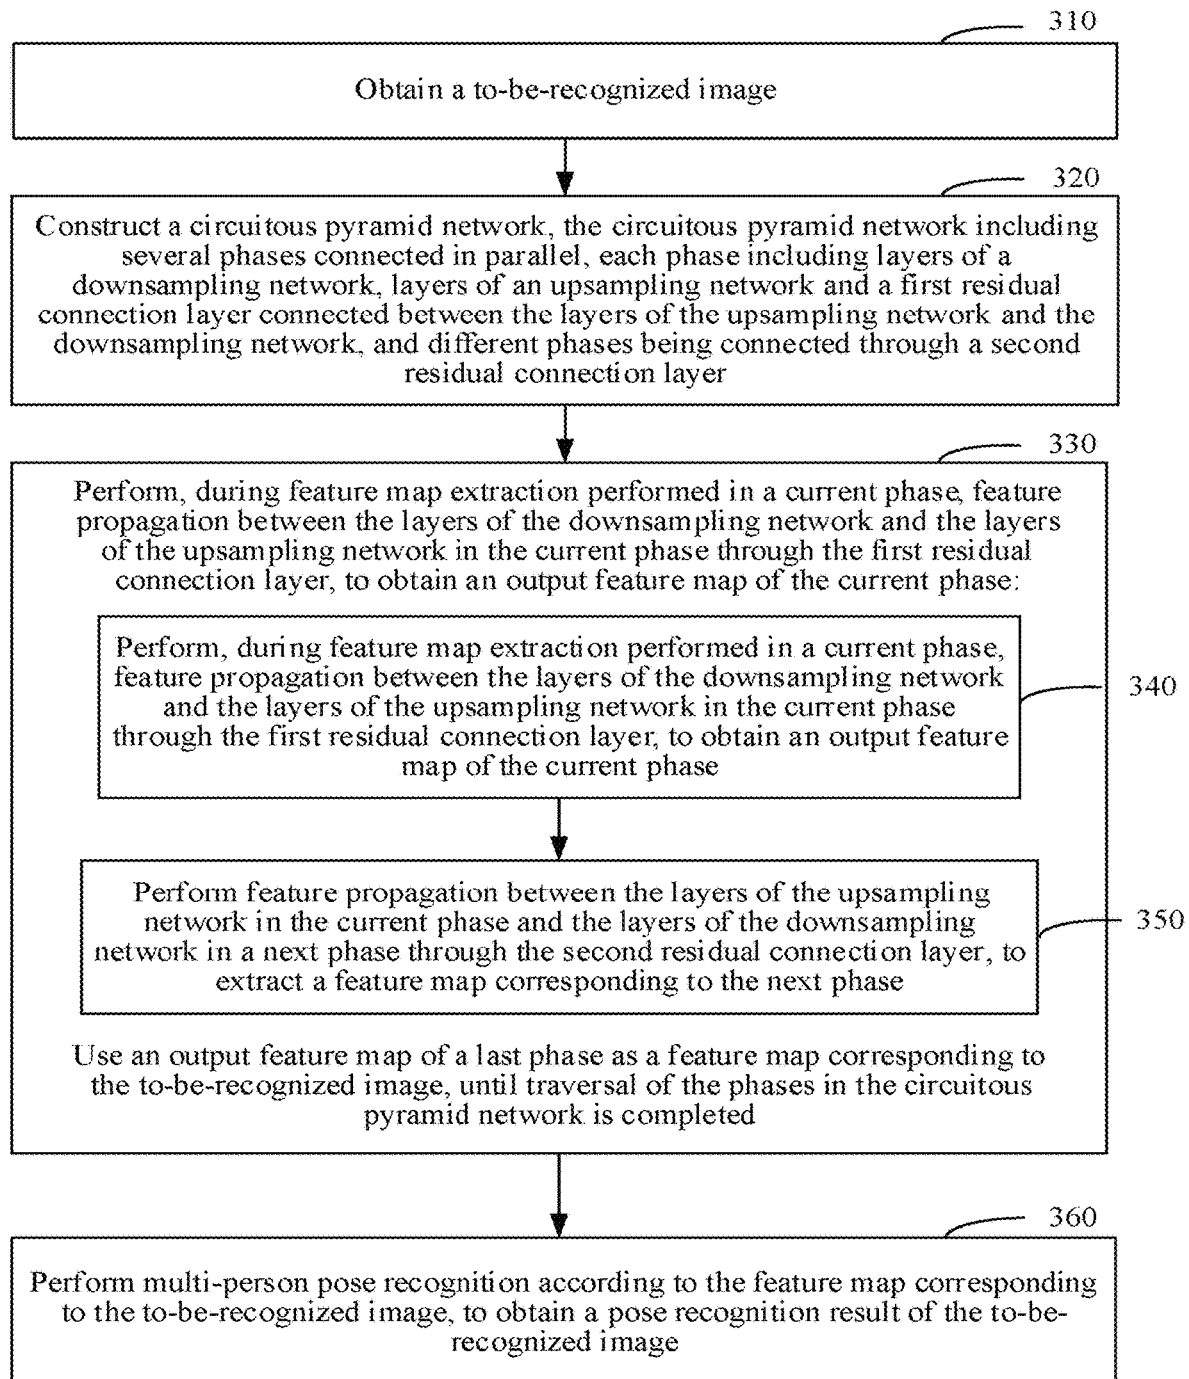 310
Obtain a to-be-recognized image
320
Construct a circuitous pyramid network, the circuitous pyramid network including
several phases connected in parallel, each phase including layers of a
downsampling network, layers of an upsampling network and a first residual
connection layer connected between the layers of the upsampling network and the
downsampling network, and different phases being connected through a second
residual connection layer
330
Perform, during feature map extraction performed in a current phase, feature
propagation between the layers of the downsampling network and the layers
of the upsampling network in the current phase through the first residual
connection layer, to obtain an output feature map of the current phase:
Perform, during feature map extraction performed in a current phase,
feature propagation between the layers of the downsampling network
and the layers of the upsampling network in the current phase
through the first residual connection layer, to obtain an output feature
map of the current phase
340
Perform feature propagation between the layers of the upsampling
network in the current phase and the layers of the downsampling
network in a next phase through the second residual connection layer, to
extract a feature map corresponding to the next phase
350
Use an output feature map of a last phase as a feature map corresponding to
the to-be-recognized image, until traversal of the phases in the circuitous
pyramid network is completed
360
Perform multi-person pose recognition according to the feature map corresponding
to the to-be-recognized image, to obtain a pose recognition result of the to-be-
recognized image